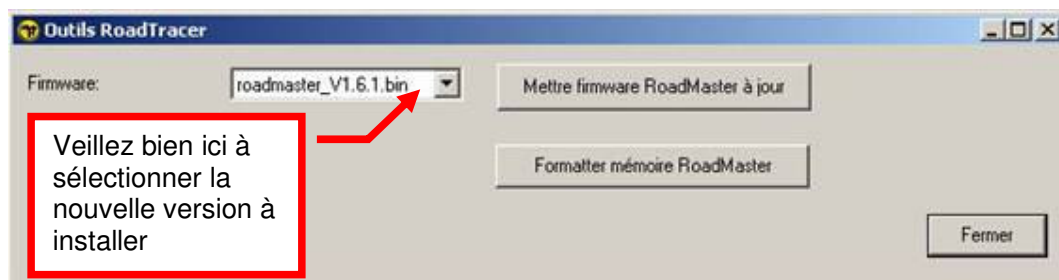 Outils RoadTracer
Firmware:
roadmaster_V1.6.1.bin
Mettre firmware RoadMaster à jour
Veillez bien ici à
sélectionner la
nouvelle version à
installer
Formatter mémoire RoadMaster
Fermer